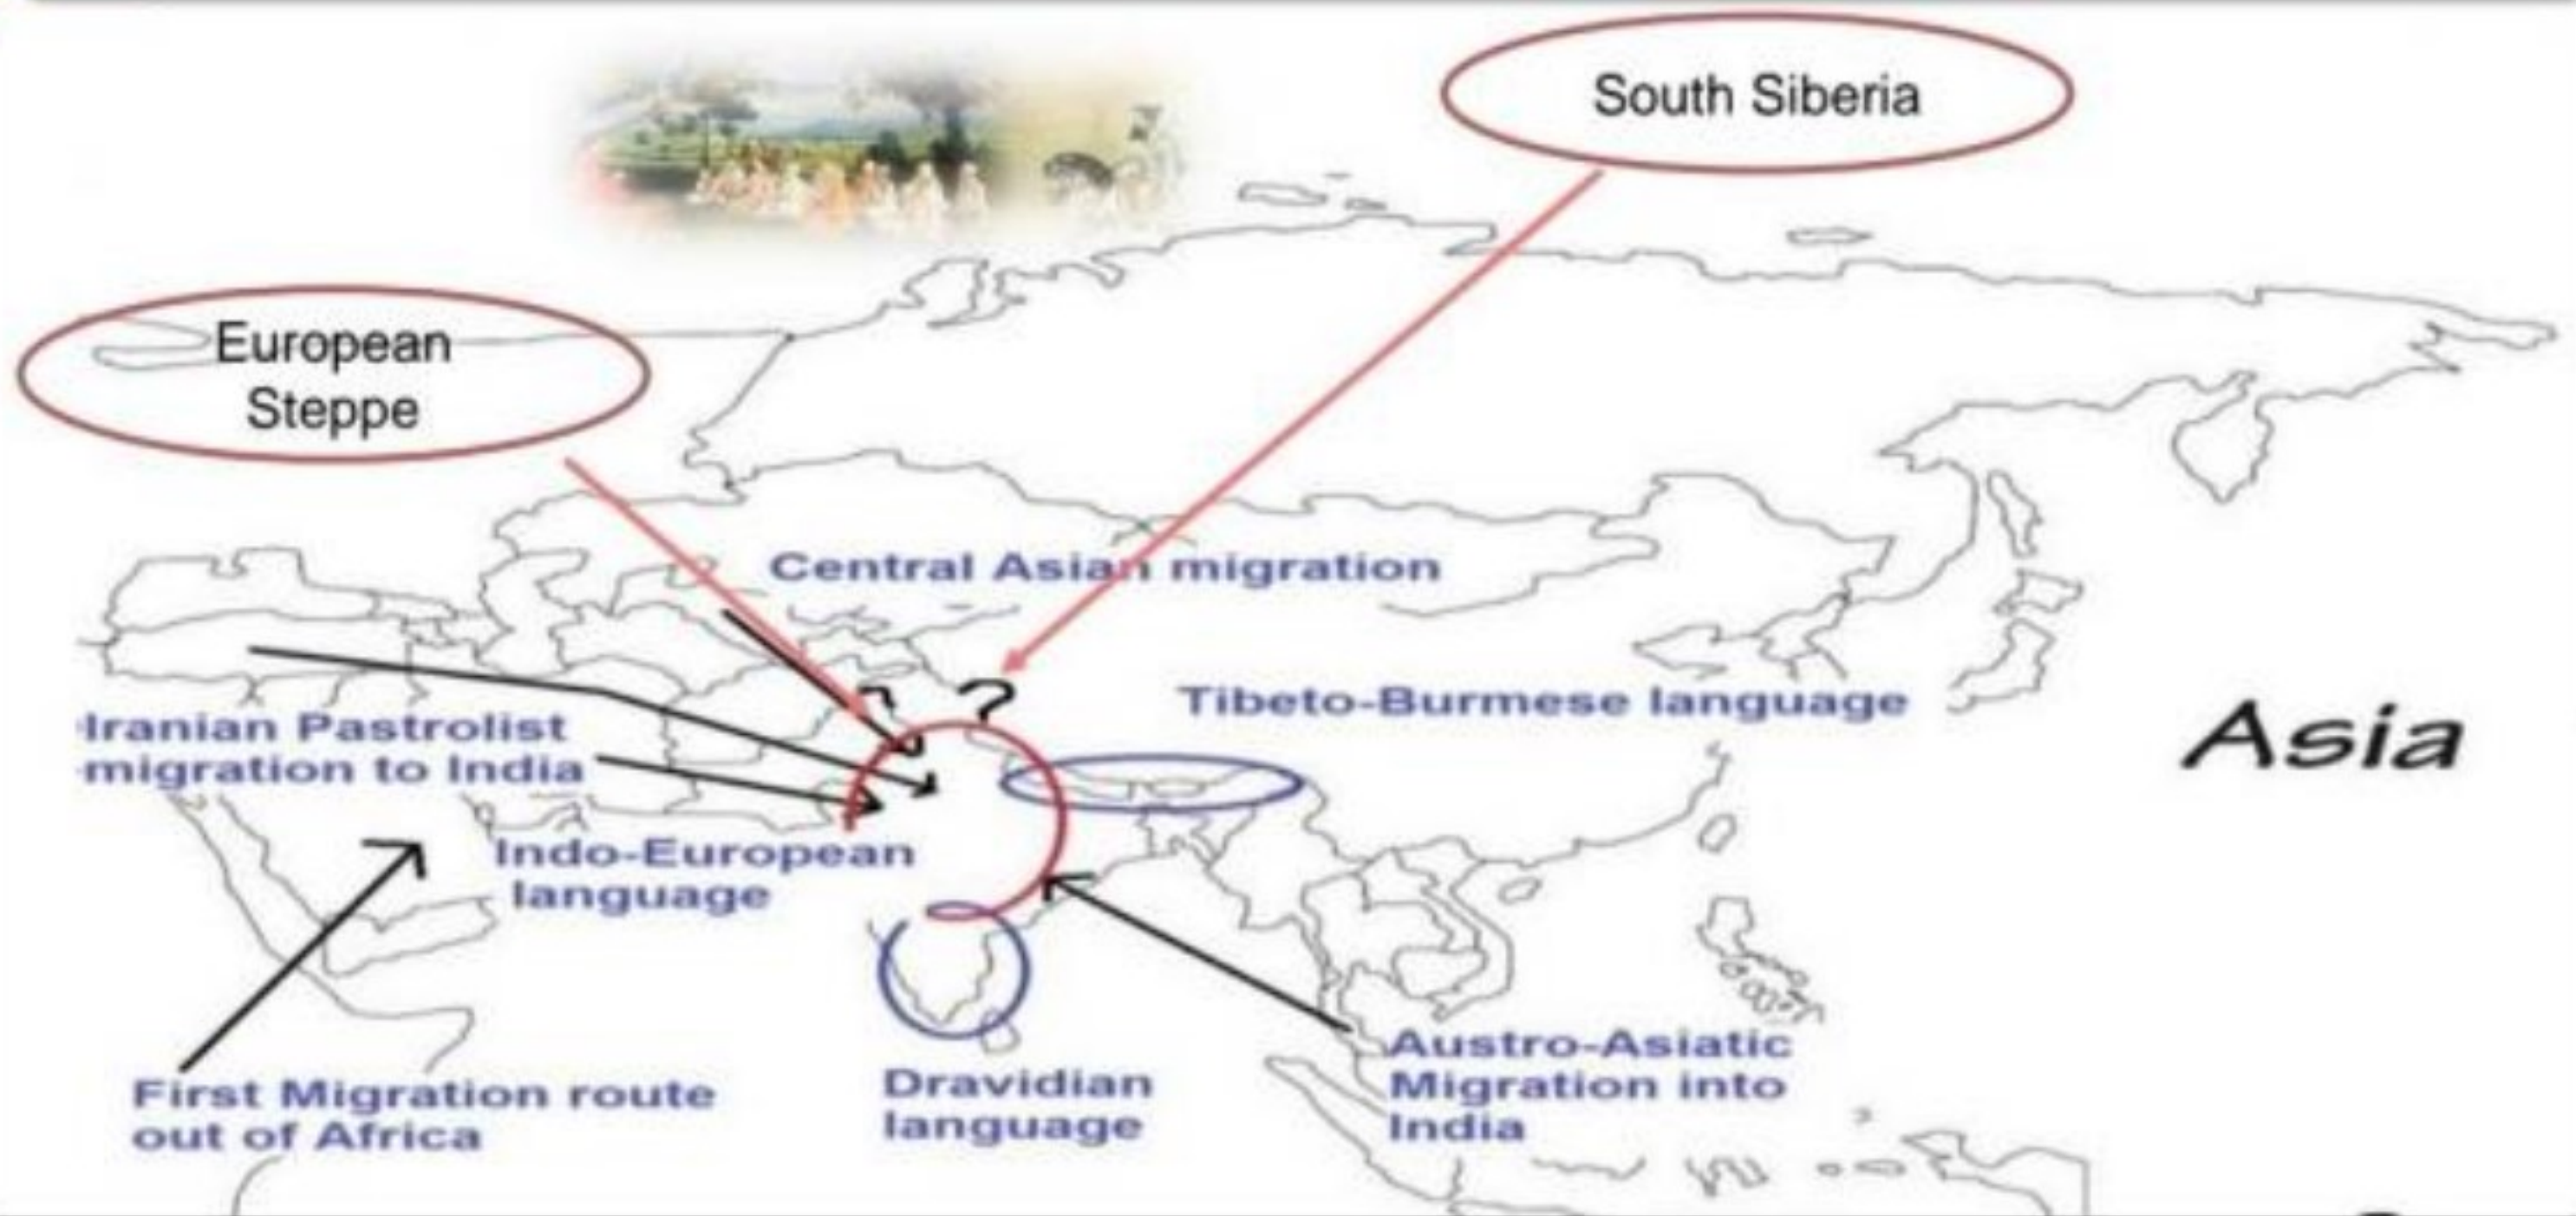 South Siberia
European
Steppe
Central Asian migration
?
?
Tibeto-Burmese language
Asia
Iranian Pastrolist
migration to India
Indo-European
language
First Migration route
out of Africa
Dravidian
language
Austro-Asiatic
Migration into
India